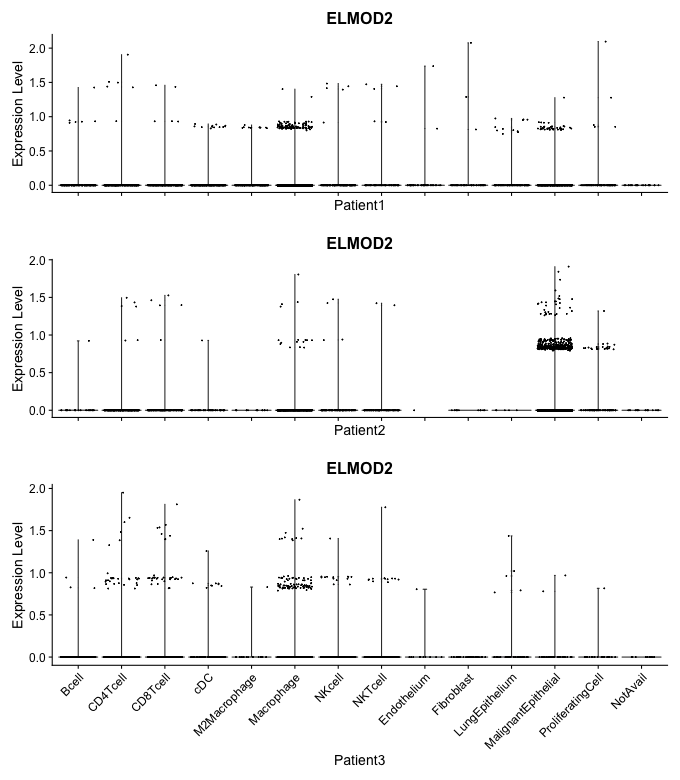 ELMOD2
Expression Level
2.0
1.5
1.0
0.5
0.0
Patient1
ELMOD2
Expression Level
2.0
1.5
1.0
0.5
0.0
Patient2
ELMOD2
Expression Level
2.0
1.5
1.0
0.5
0.0
Bcell
CD4Tcell
CD8Tcell
cDC
M2Macrophage
Macrophage
NKcell
NKTcell
Endothelium
Fibroblast
LungEpithelium
MalignantEpithelial
ProliferatingCell
NotAvail
Patient3